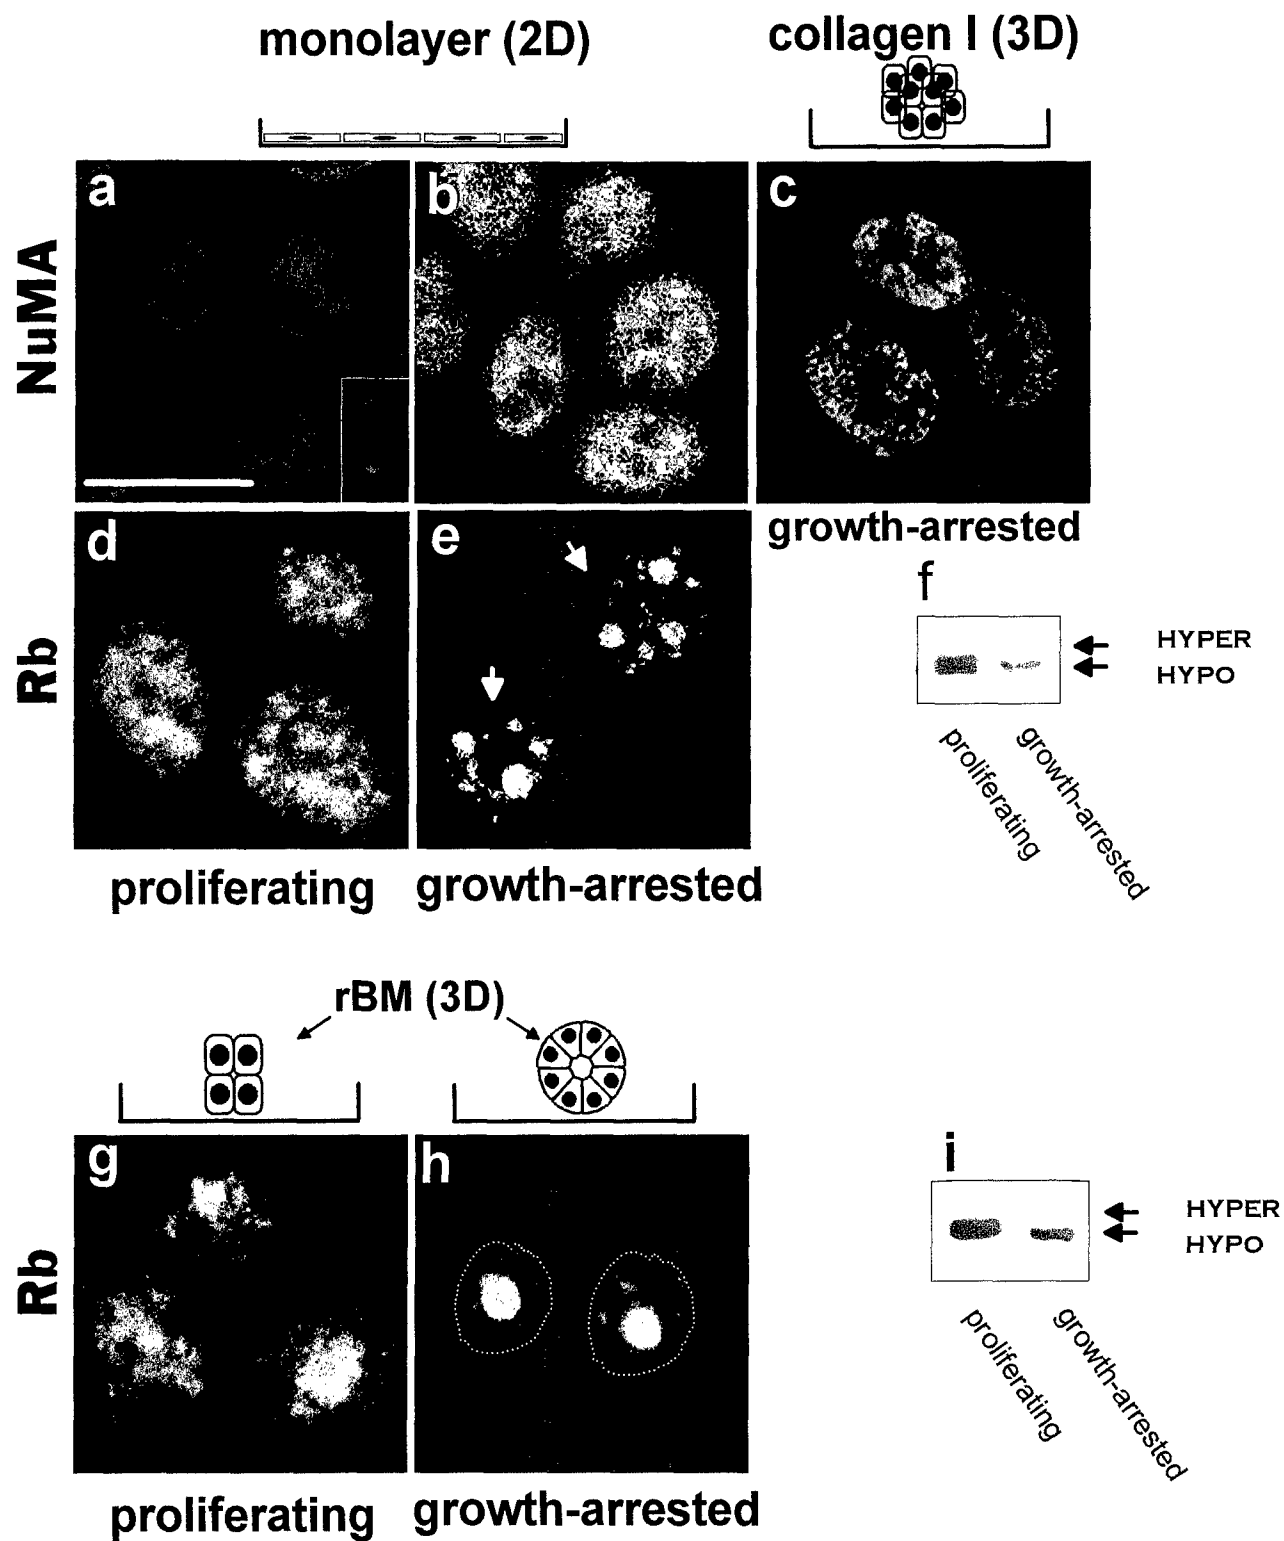 monolayer (2D)
collagen I (3D)
NuMA
a
b
c
growth-arrested
Rb
d
e
f
HYPER
HYPO
proliferating
growth-arrested
proliferating
growth-arrested
rBM (3D)
Rb
g
h
i
HYPER
HYPO
proliferating
growth-arrested
proliferating
growth-arrested